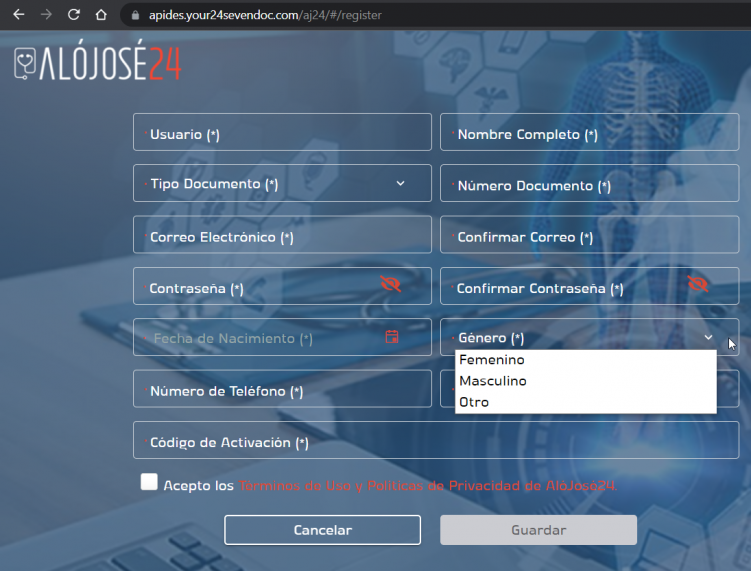 apides.your24sevendoc.com/aj24/#/register
ALÓJOSÉ24
Usuario (*)
Nombre Completo (*)
Tipo Documento (*)
Número Documento (*)
Correo Electrónico (*)
Confirmar Correo (*)
Contraseña (*)
Confirmar Contraseña (*)
Fecha de Nacimiento (*)
Género (*)
Femenino
Masculino
Otro
Número de Teléfono (*)
Código de Activación (*)
Acepto los Términos de Uso y Políticas de Privacidad de AlóJosé24
Cancelar
Guardar